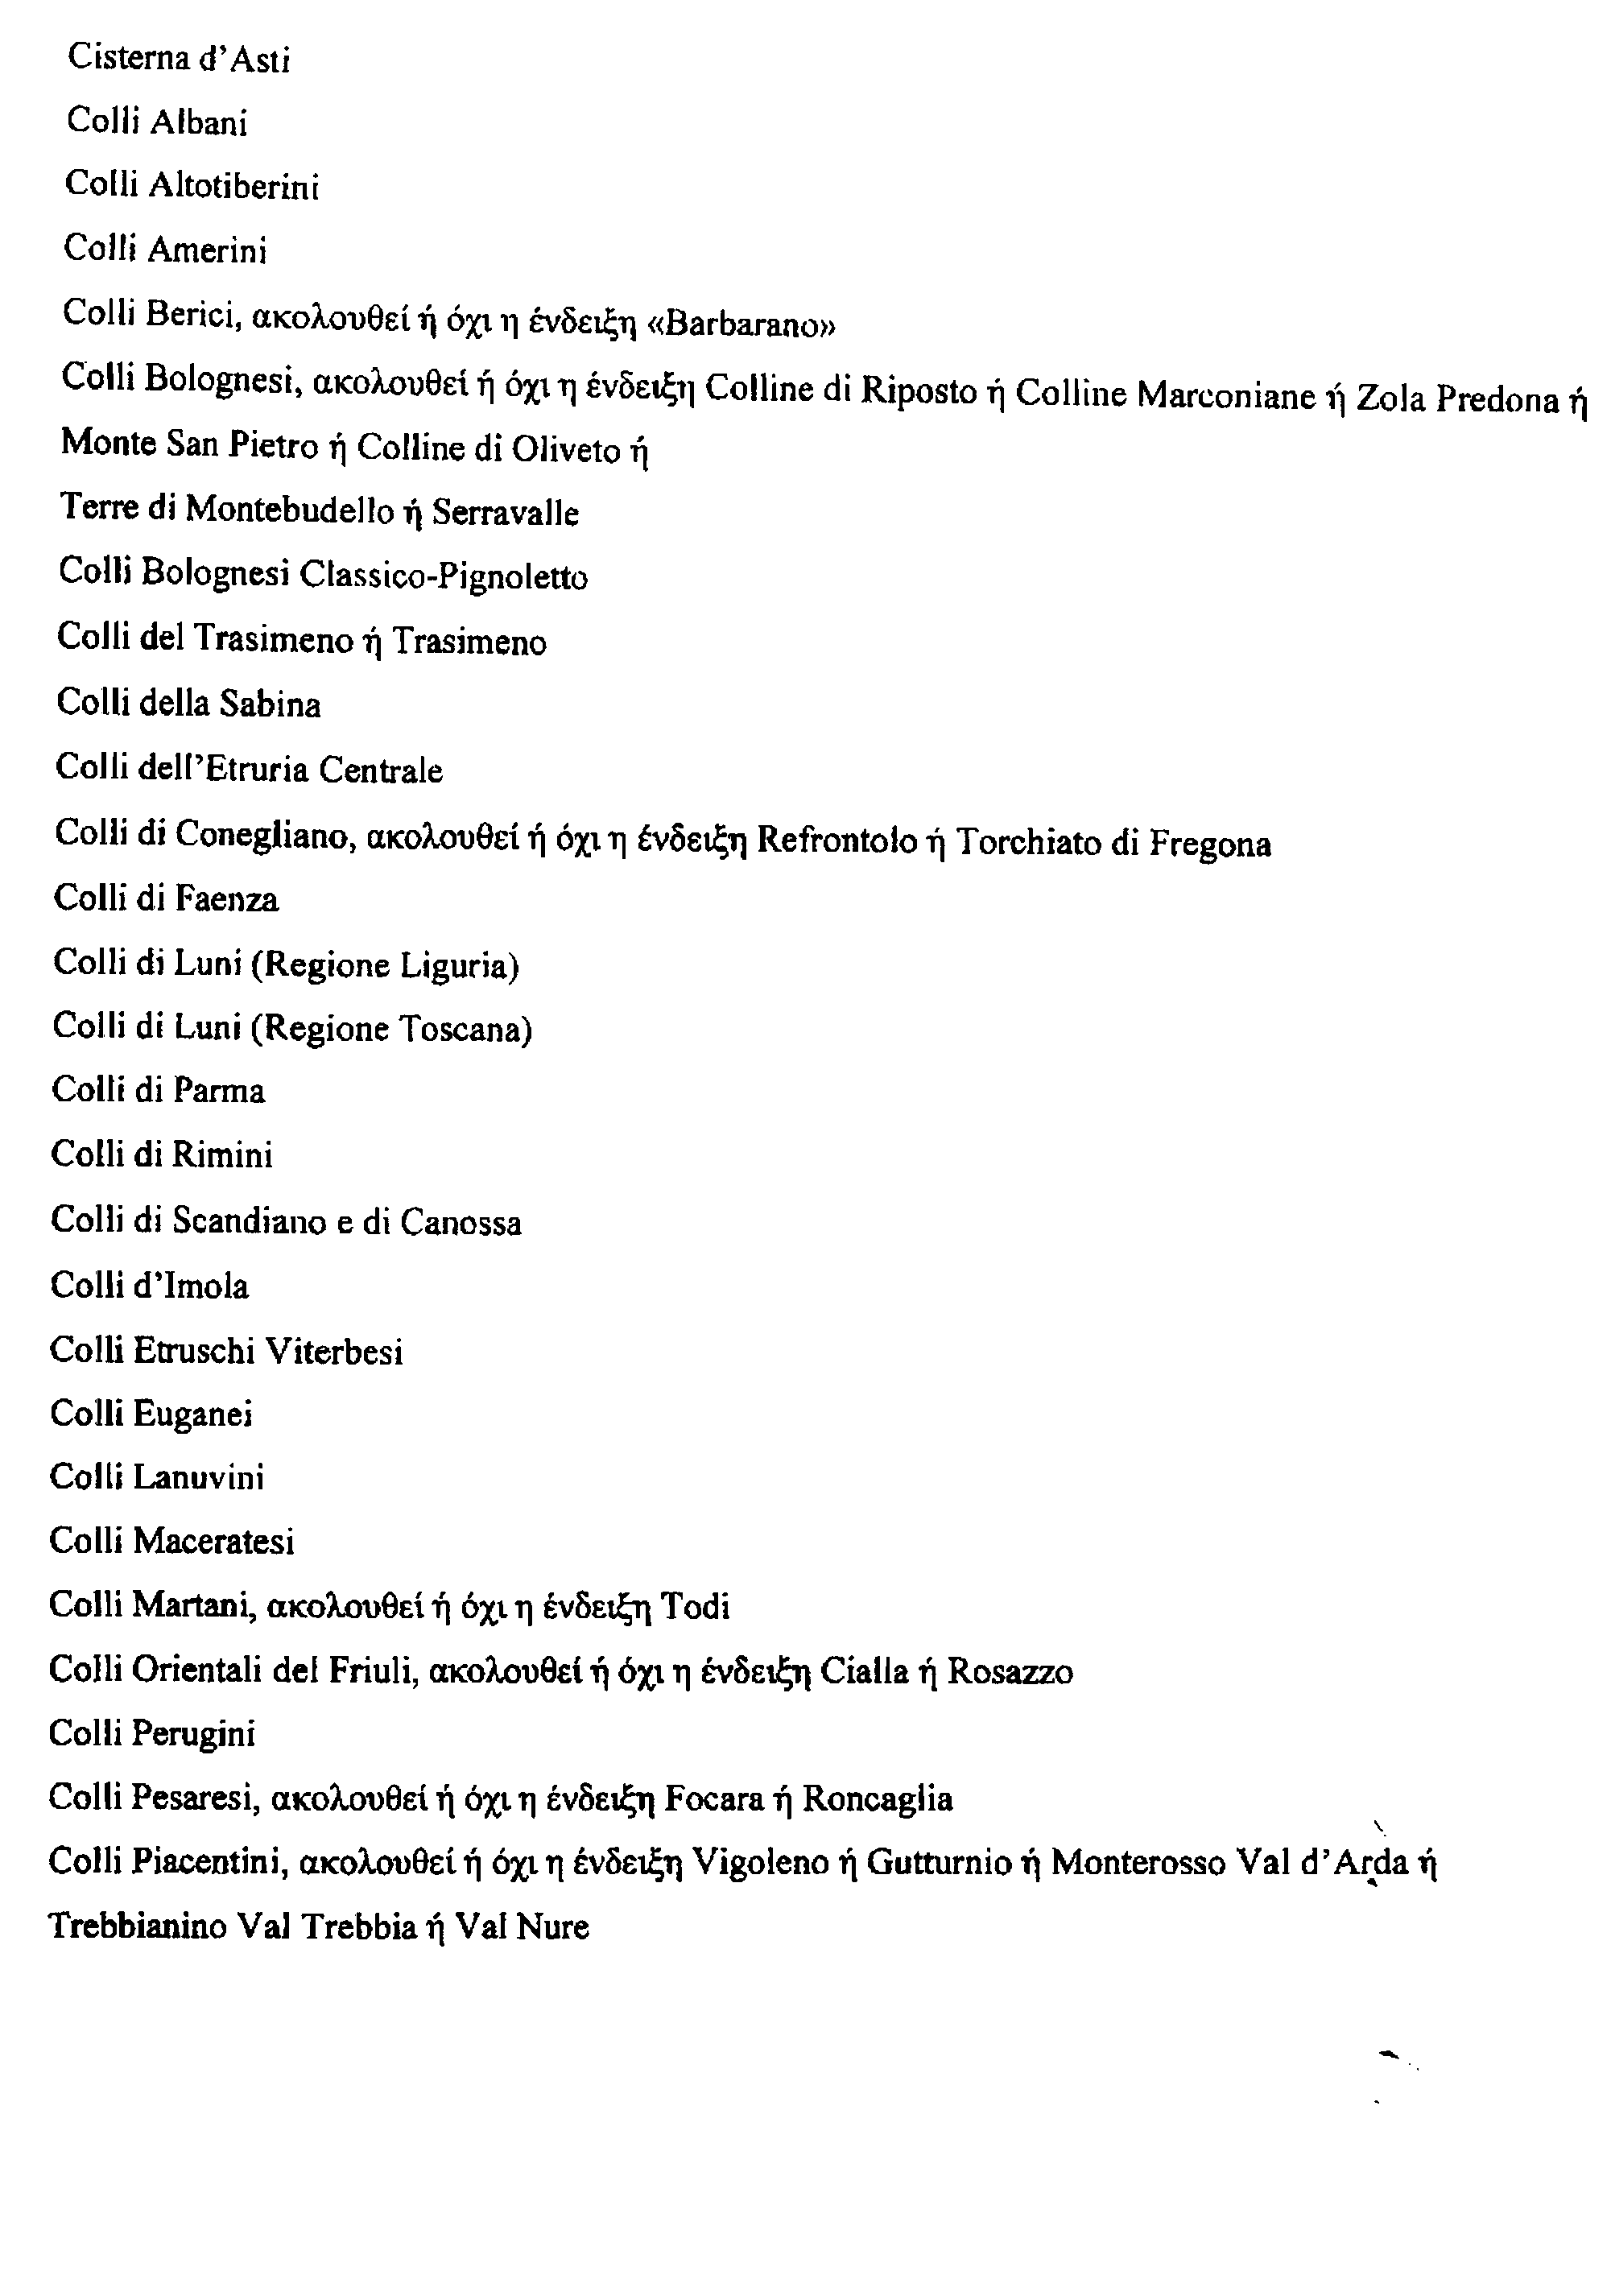 Cisterna d’Asti
Colli Albani
Colli Altotiberini
Colli Amerini
Colli Berici, ακολουθεί ή όχι η ένδειξη «Barbarano»
Colli Bolognesi, ακολουθεί ή όχι η ένδειξη Colline di Riposto ή Colline Marconiane ή Zola Predona ή
Monte San Pietro ή Colline di Oliveto ή
Terre di Montebudello ή Serravalle
Colli Bolognesi Classico-Pignoletto
Colli del Trasimeno ή Trasimeno
Colli della Sabina
Colli dell’Etruria Centrale
Colli di Conegliano, ακολουθεί ή όχι η ένδειξη Refrontolo ή Torchiato di Fregona
Colli di Faenza
Colli di Luni (Regione Liguria)
Colli di Luni (Regione Toscana)
Colli di Parma
Colli di Rimini
Colli di Scandiano e di Canossa
Colli d’Imola
Colli Etruschi Viterbesi
Colli Euganei
Colli Lanuvini
Colli Maceratesi
Colli Martani, ακολουθεί ή όχι η ένδειξη Todi
Colli Orientali del Friuli, ακολουθεί ή όχι η ένδειξη Cialla ή Rosazzo
Colli Perugini
Colli Pesaresi, ακολουθεί ή όχι η ένδειξη Focara ή Roncaglia
Colli Piacentini, ακολουθεί ή όχι η ένδειξη Vigoleno ή Gutturnio ή Monterosso Val d’Arda ή
Trebbianino Val Trebbia ή Val Nure